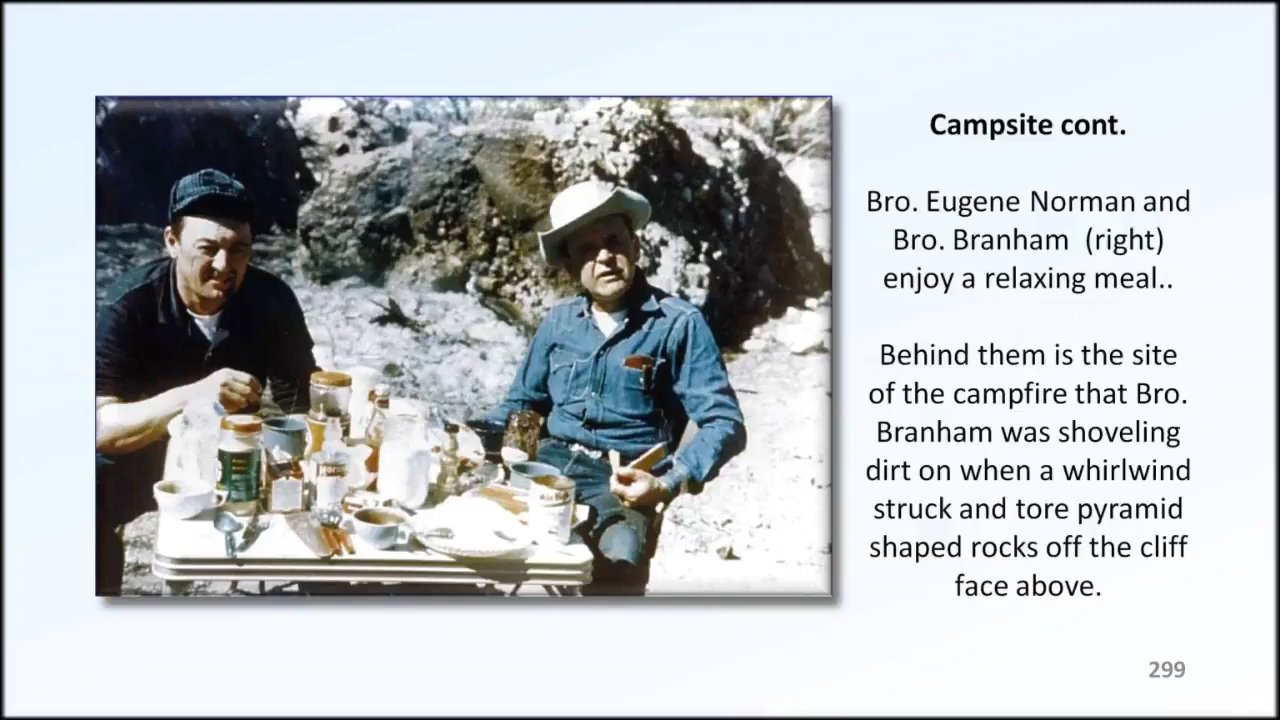 Campsite cont.
Bro. Eugene Norman and
Bro. Branham (right)
enjoy a relaxing meal..
Behind them is the site
of the campfire that Bro.
Branham was shoveling
dirt on when a whirlwind
struck and tore pyramid
shaped rocks off the cliff
face above.
299